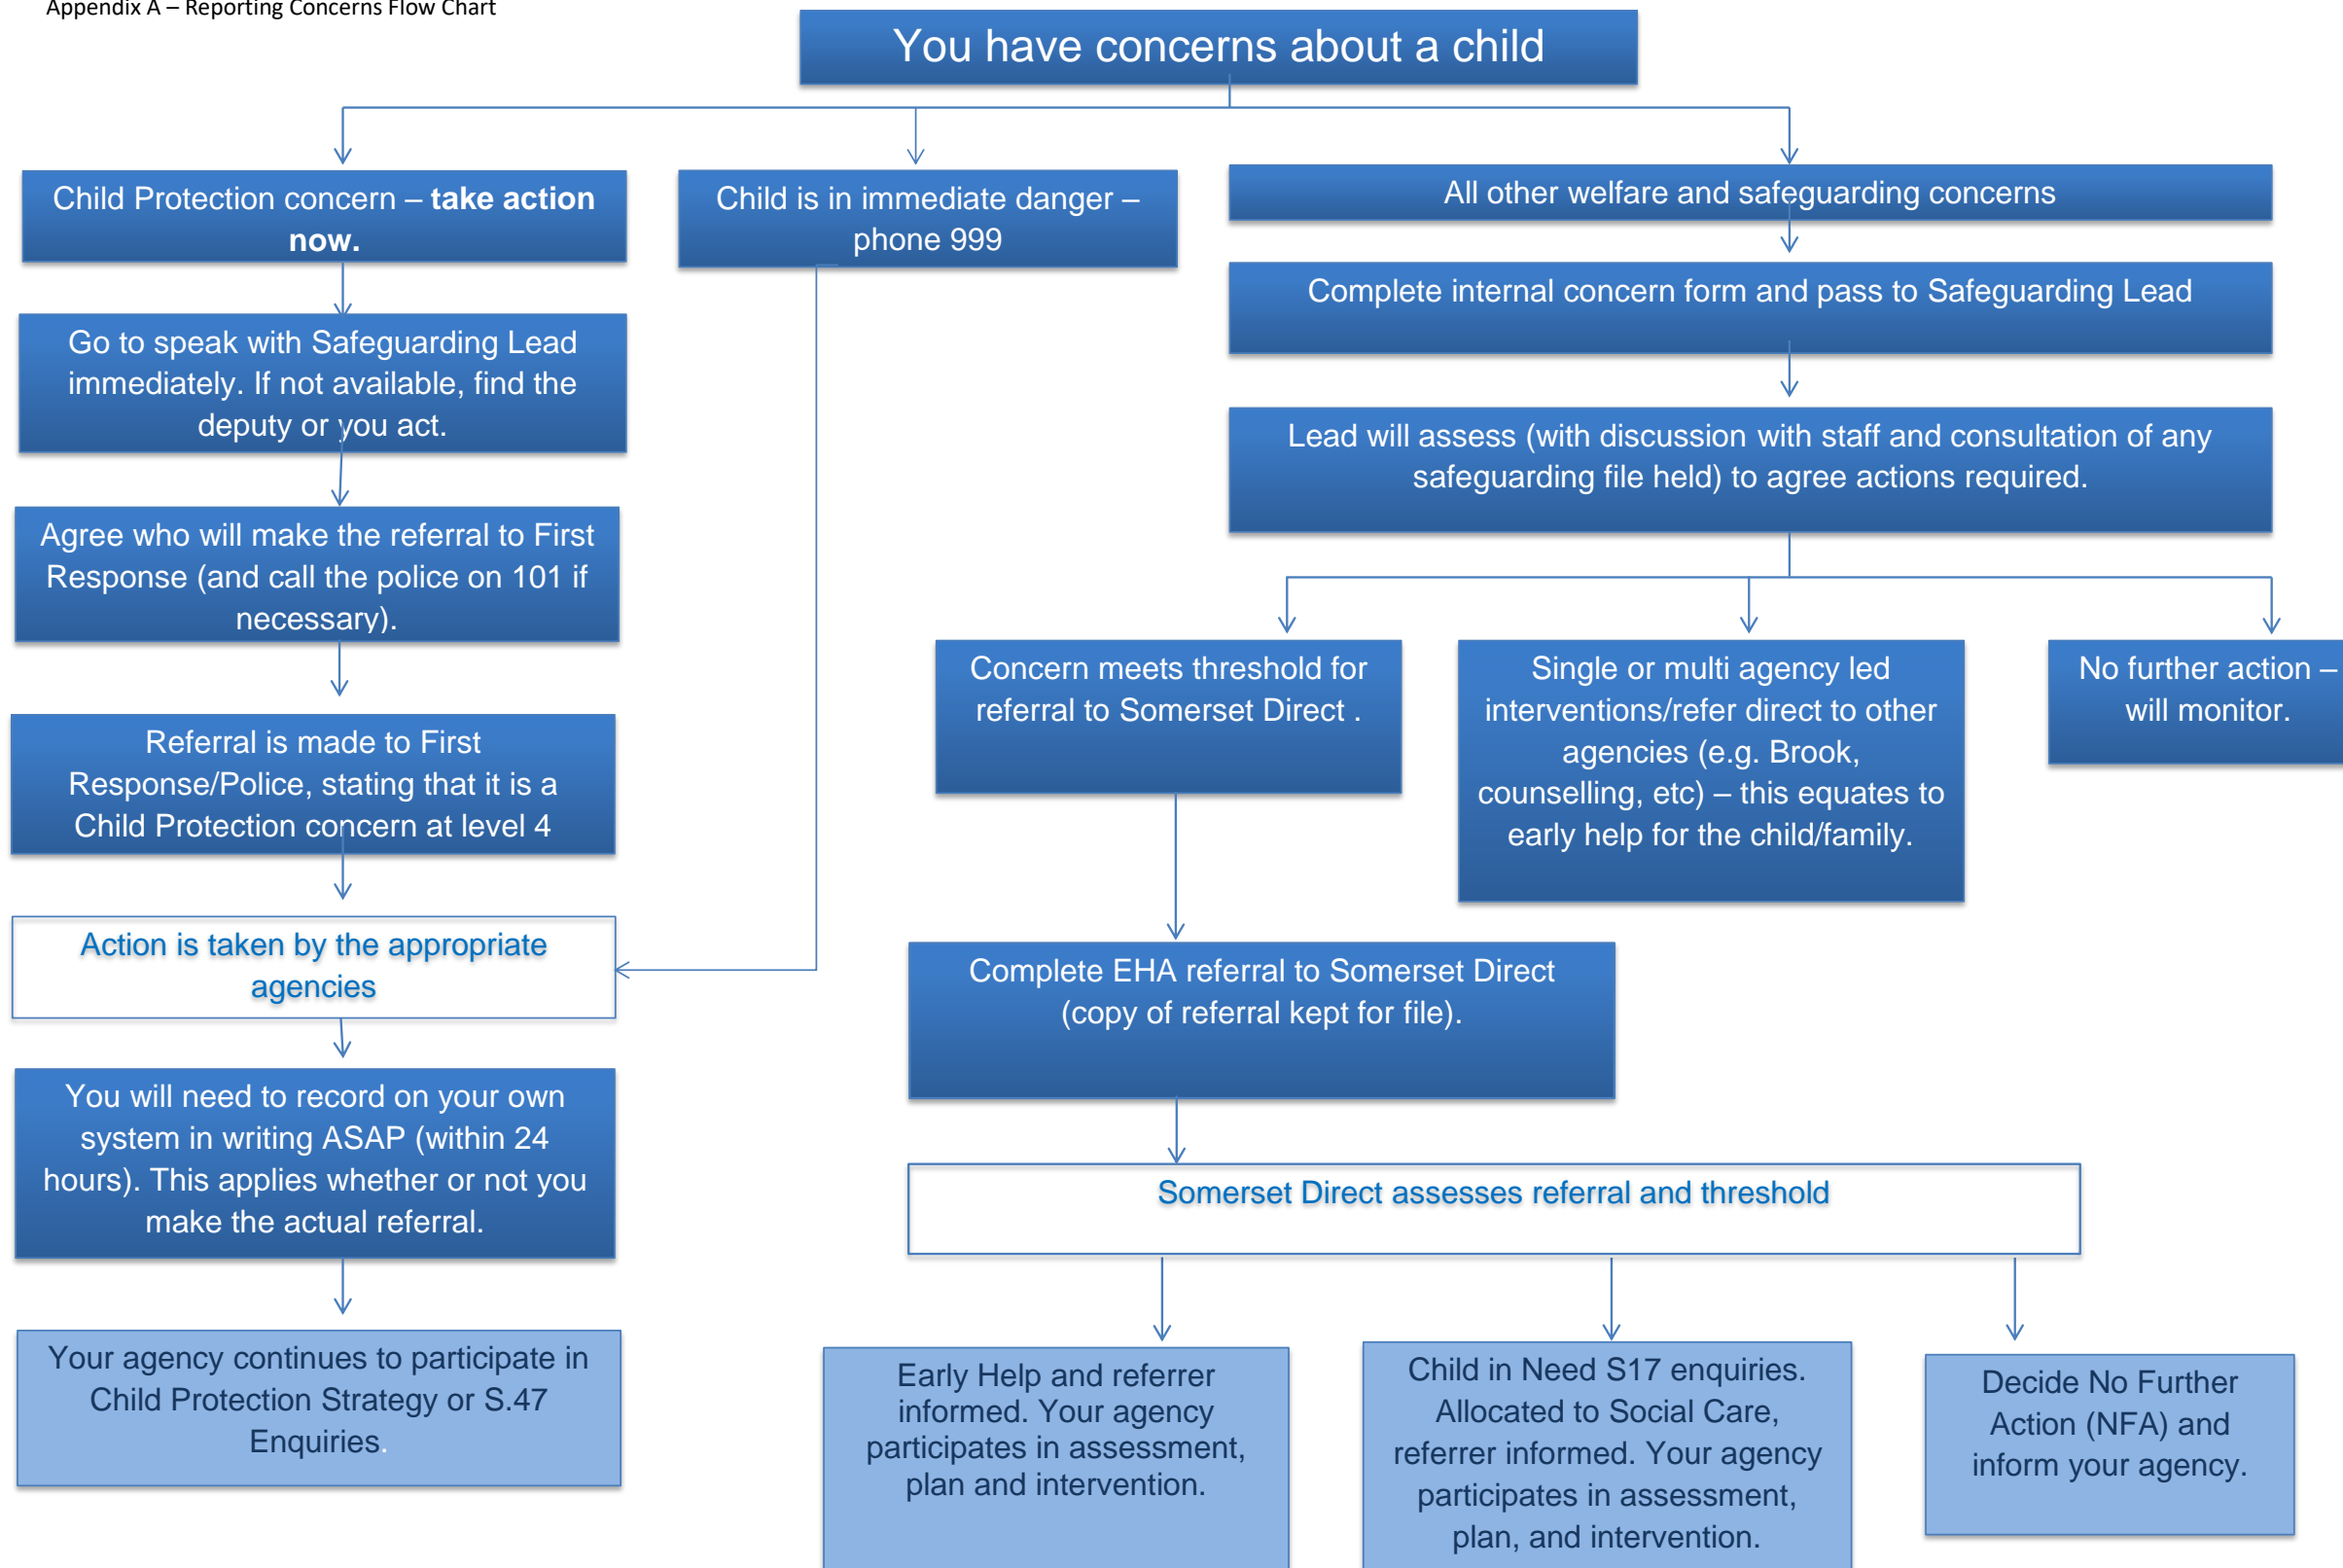 Appendix A – Reporting Concerns Flow Chart
You have concerns about a child
Child Protection concern – take action
now.
Child is in immediate danger –
phone 999
All other welfare and safeguarding concerns
Go to speak with Safeguarding Lead
immediately. If not available, find the
deputy or you act.
Complete internal concern form and pass to Safeguarding Lead
Lead will assess (with discussion with staff and consultation of any
safeguarding file held) to agree actions required.
Agree who will make the referral to First
Response (and call the police on 101 if
necessary).
Referral is made to First
Response/Police, stating that it is a
Child Protection concern at level 4
Concern meets threshold for
referral to Somerset Direct .
Single or multi agency led
interventions/refer direct to other
agencies (e.g. Brook,
counselling, etc) – this equates to
early help for the child/family.
No further action –
will monitor.
Action is taken by the appropriate
agencies
Complete EHA referral to Somerset Direct
(copy of referral kept for file).
You will need to record on your own
system in writing ASAP (within 24
hours). This applies whether or not you
make the actual referral.
Somerset Direct assesses referral and threshold
Your agency continues to participate in
Child Protection Strategy or S.47
Enquiries.
Early Help and referrer
informed. Your agency
participates in assessment,
plan and intervention.
Child in Need S17 enquiries.
Allocated to Social Care,
referrer informed. Your agency
participates in assessment,
plan, and intervention.
Decide No Further
Action (NFA) and
inform your agency.